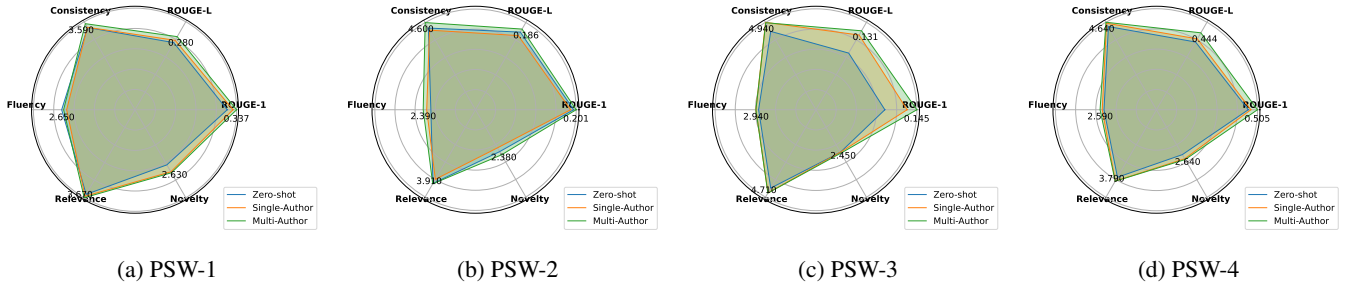 Consistency
ROUGE-L
3.590
0.280
Fluency
ROUGE-1
2.650
0.337
2.630
3.670
Relevance
Novelty
Zero-shot
Single-Author
Multi-Author
(a) PSW-1
Consistency
ROUGE-L
4.600
0.186
Fluency
ROUGE-1
2.390
0.201
2.380
3.910
Relevance
Novelty
Zero-shot
Single-Author
Multi-Author
(b) PSW-2
Consistency
ROUGE-L
4.940
0.131
Fluency
ROUGE-1
2.940
0.145
2.450
4.710
Relevance
Novelty
Zero-shot
Single-Author
Multi-Author
(c) PSW-3
Consistency
ROUGE-L
4.640
0.444
Fluency
ROUGE-1
2.590
0.505
2.640
3.790
Relevance
Novelty
Zero-shot
Single-Author
Multi-Author
(d) PSW-4